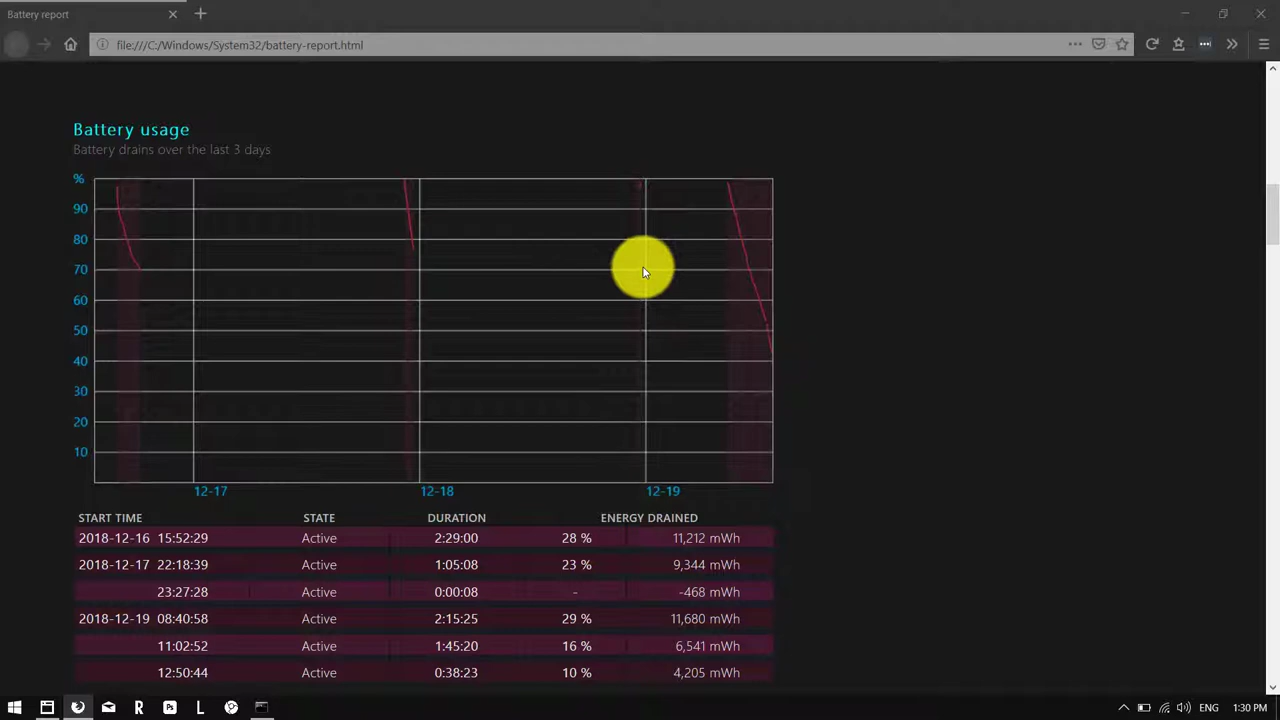 Battery report
file:///C:/Windows/System32/battery-report.html
Battery usage
Battery drains over the last 3 days
%
90
80
70
60
50
40
30
20
10
12-17 12-18 12-19
START TIME STATE DURATION ENERGY DRAINED
2018-12-16 15:52:29 Active 2:29:00 28 % 11,212 mWh
2018-12-17 22:18:39 Active 1:05:08 23 % 9,344 mWh
23:27:28 Active 0:00:08 - -468 mWh
2018-12-19 08:40:58 Active 2:15:25 29 % 11,680 mWh
11:02:52 Active 1:45:20 16 % 6,541 mWh
12:50:44 Active 0:38:23 10 % 4,205 mWh
R Ps L ENG 1:30 PM